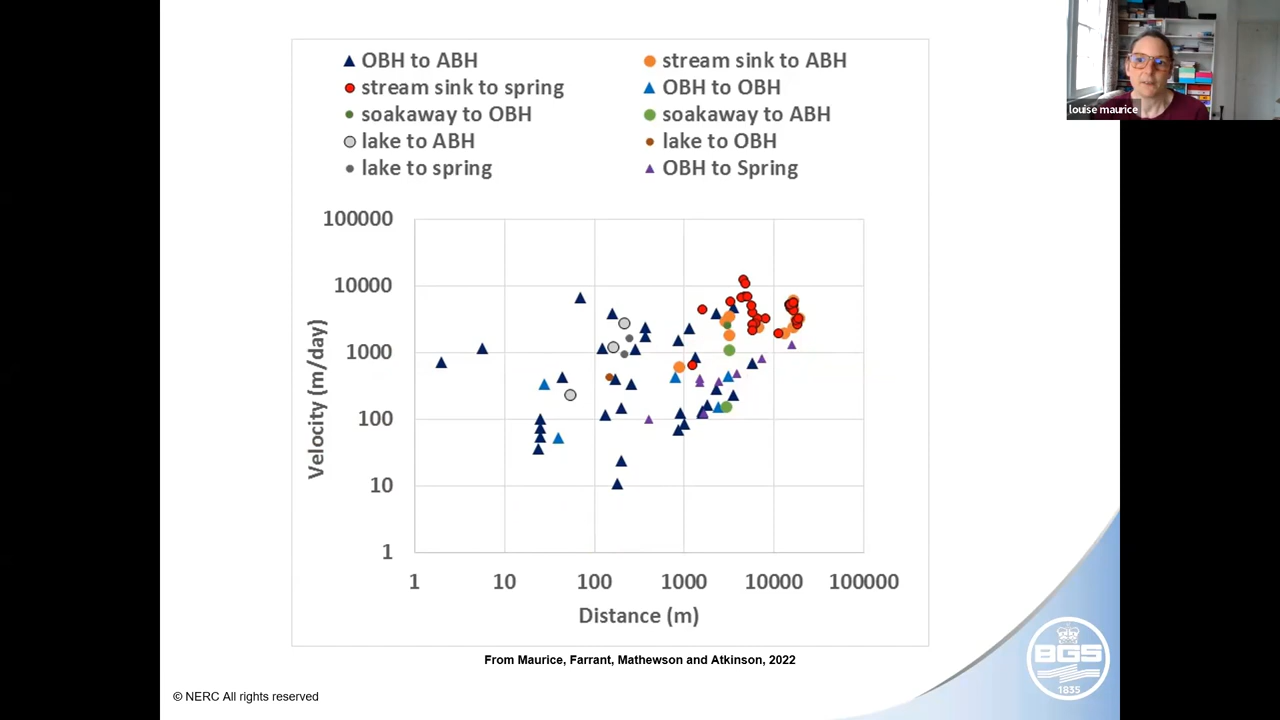 OBH to ABH
stream sink to ABH
stream sink to spring
OBH to OBH
soakaway to OBH
soakaway to ABH
lake to ABH
lake to OBH
lake to spring
OBH to Spring
louise maurice
100000
10000
1000
100
10
1
Velocity (m/day)
1 10 100 1000 10000 100000
Distance (m)
From Maurice, Farrant, Mathewson and Atkinson, 2022
BGS
1835
© NERC All rights reserved